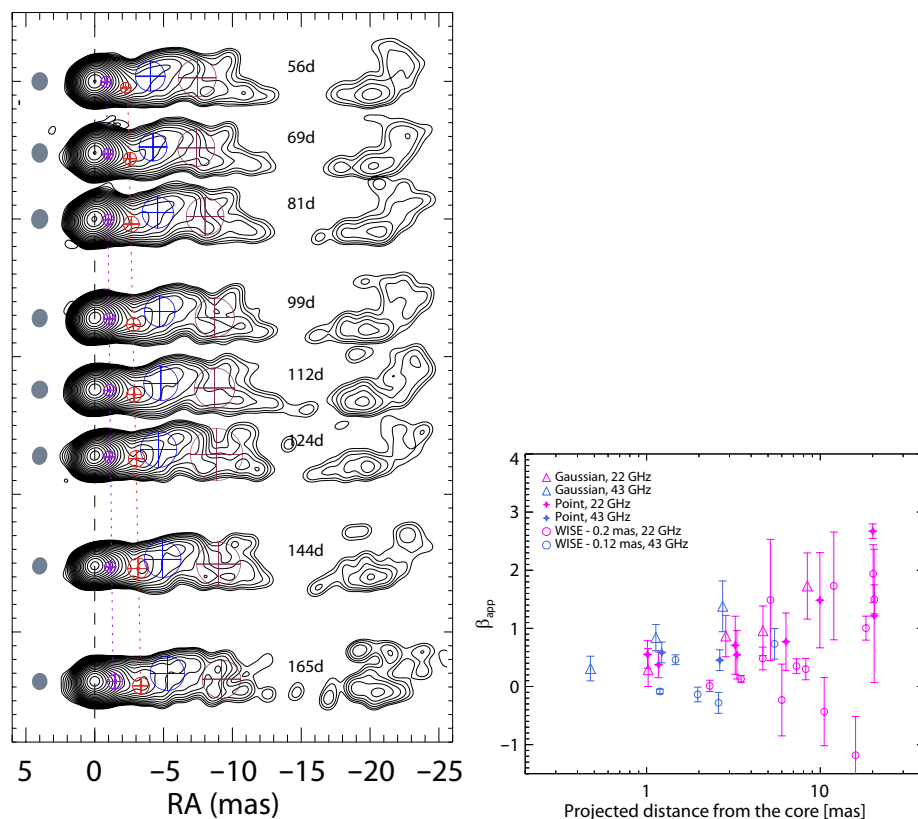 56d
69d
81d
99d
112d
124d
144d
165d
5 0 −5 −10 −15 −20 −25
RA (mas)
4
3
2
1
0
−1
β_app
Gaussian, 22 GHz
Gaussian, 43 GHz
Point, 22 GHz
Point, 43 GHz
WISE - 0.2 mas, 22 GHz
WISE - 0.12 mas, 43 GHz
1 10
Projected distance from the core [mas]